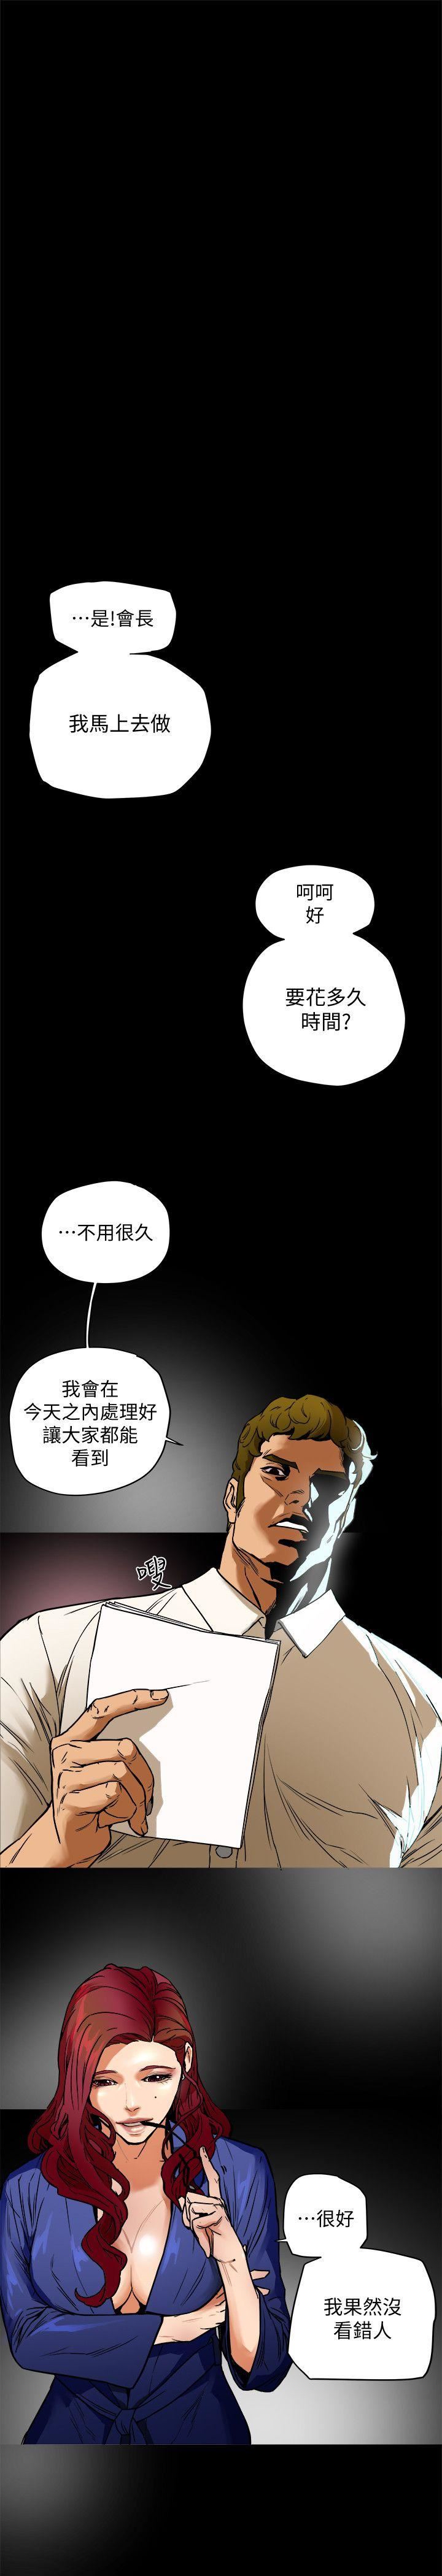 …是!會長
我馬上去做
呵呵
好
要花多久
時間?
…不用很久
我會在
今天之內處理好
讓大家都能
看到
嗖
…很好
我果然沒
看錯人